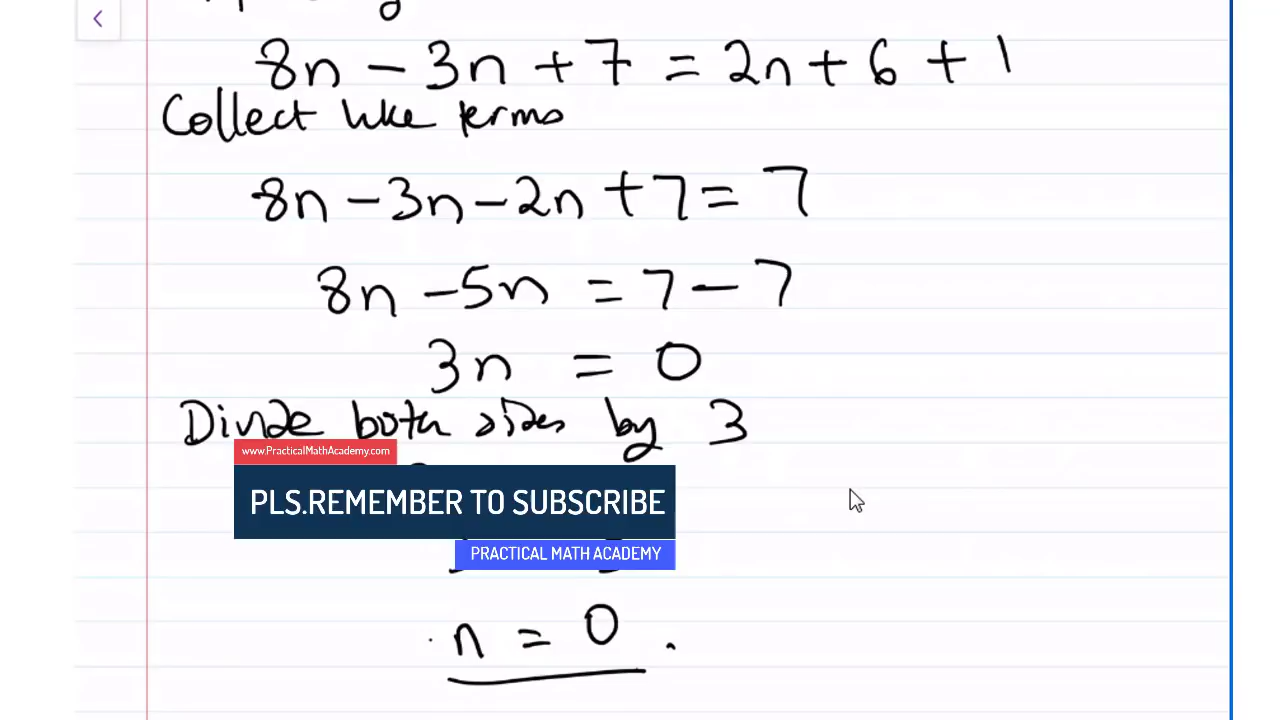 8n - 3n + 7 = 2n + 6 + 1
Collect like terms
8n - 3n - 2n + 7 = 7
8n - 5n = 7 - 7
3n = 0
Divide both sides by 3
www.PracticalMathAcademy.com
PLS.REMEMBER TO SUBSCRIBE
PRACTICAL MATH ACADEMY
n = 0 .